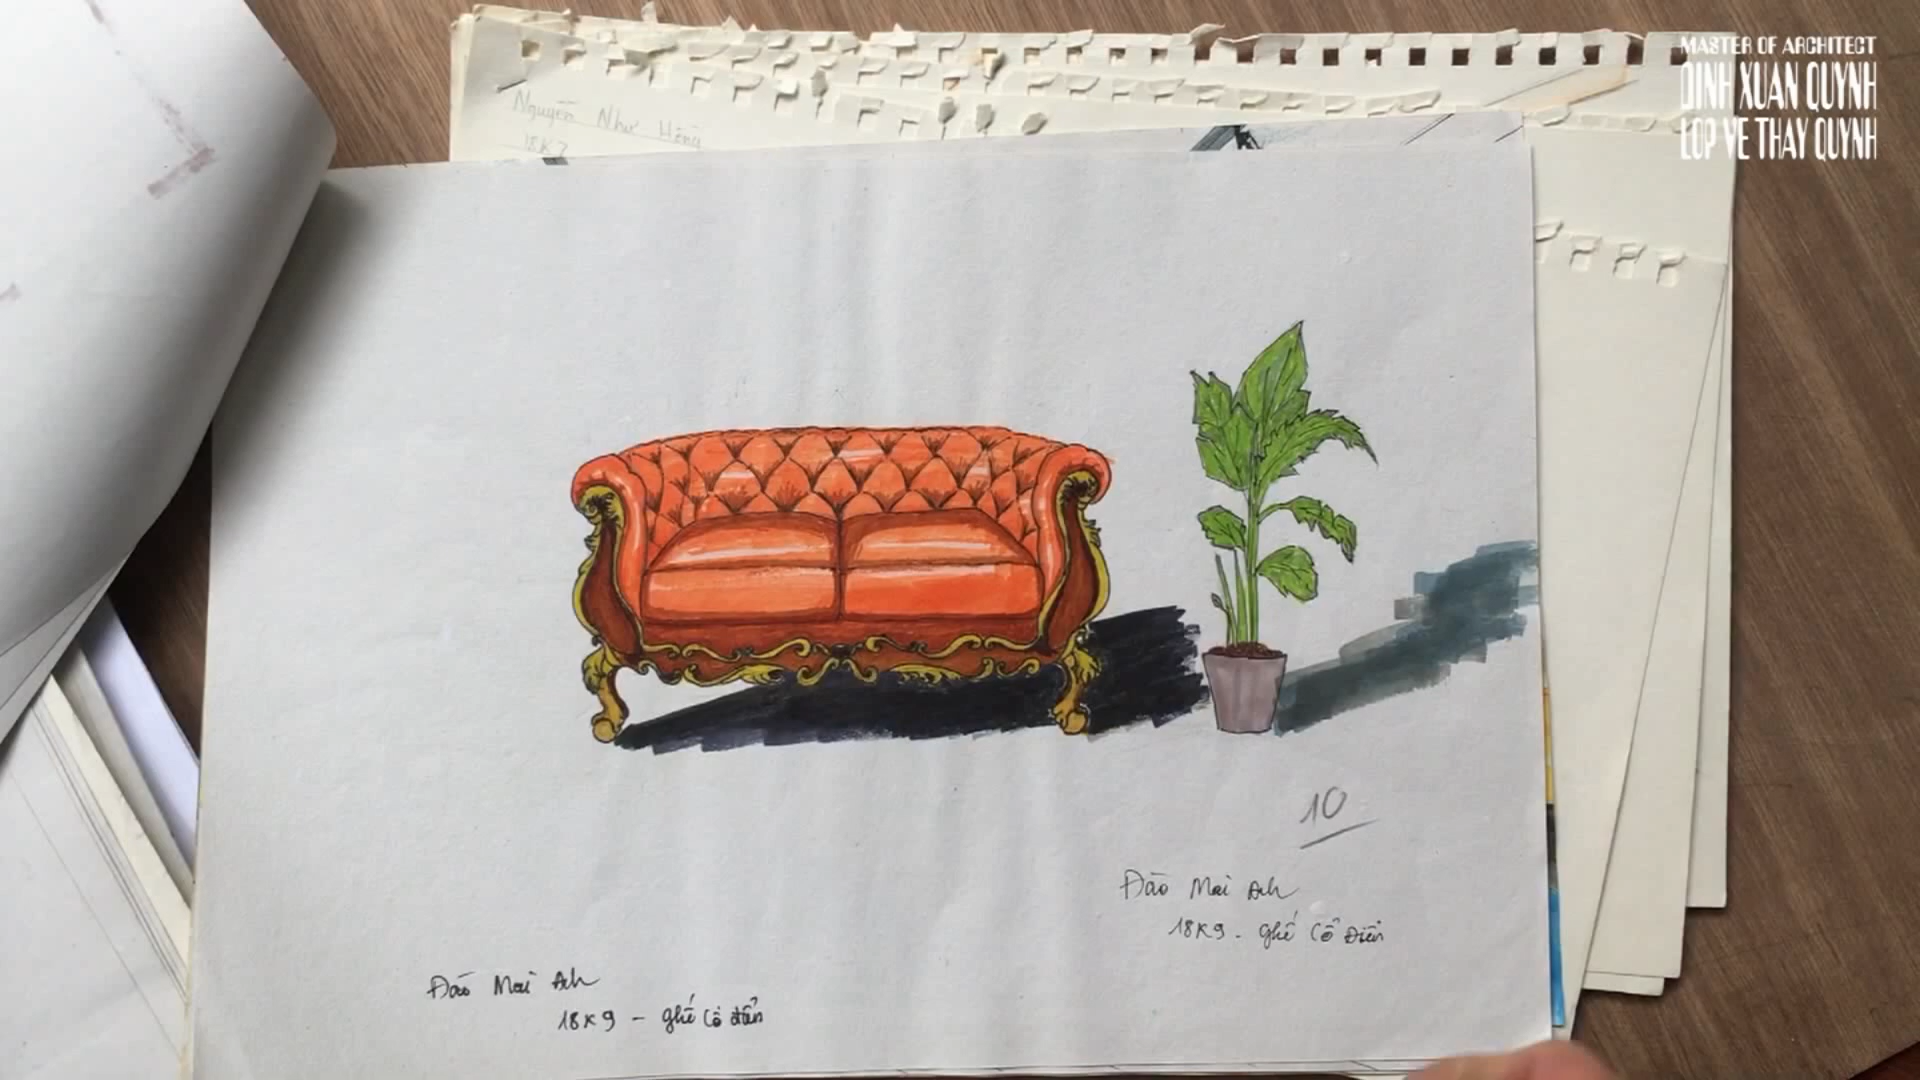 MASTER OF ARCHITECT
DINH XUAN QUYNH
LOP VE THAY QUYNH
Nguyễn Như Hồng
18K7
10
Đào Mai Anh
18K9 - ghế cổ điển
Đào Mai Anh
18K9 - ghế cổ điển